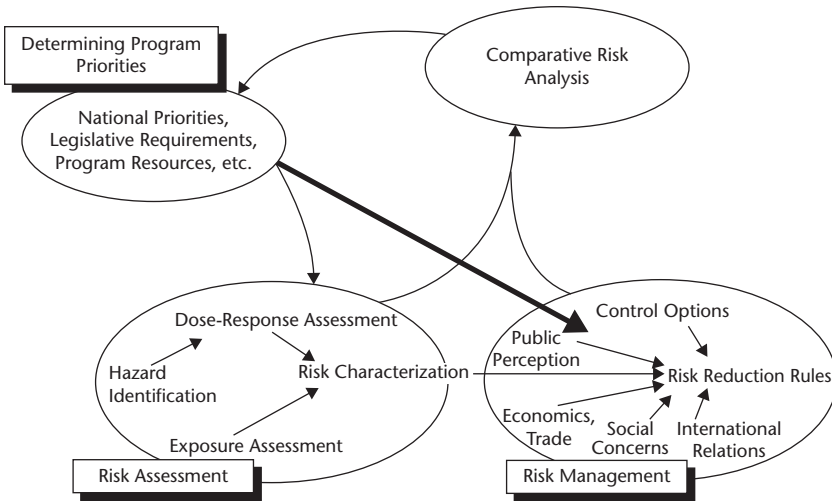 Determining Program
Priorities
National Priorities,
Legislative Requirements,
Program Resources, etc.
Comparative Risk
Analysis
Dose-Response Assessment
Hazard
Identification
Risk Characterization
Exposure Assessment
Risk Assessment
Control Options
Public
Perception
Risk Reduction Rules
Economics,
Trade
Social
Concerns
International
Relations
Risk Management